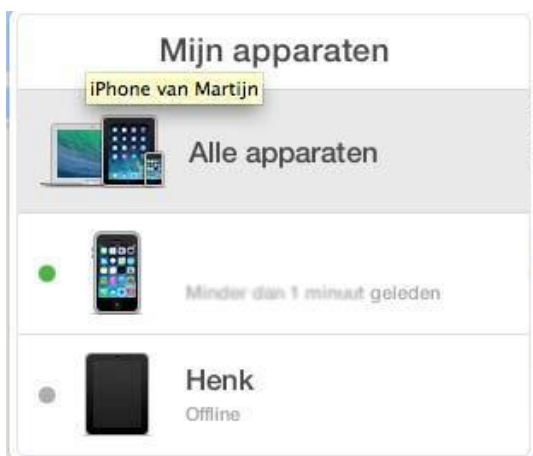 Mijn apparaten
iPhone van Martijn
Alle apparaten
Minder dan 1 minuut geleden
Henk
Offline